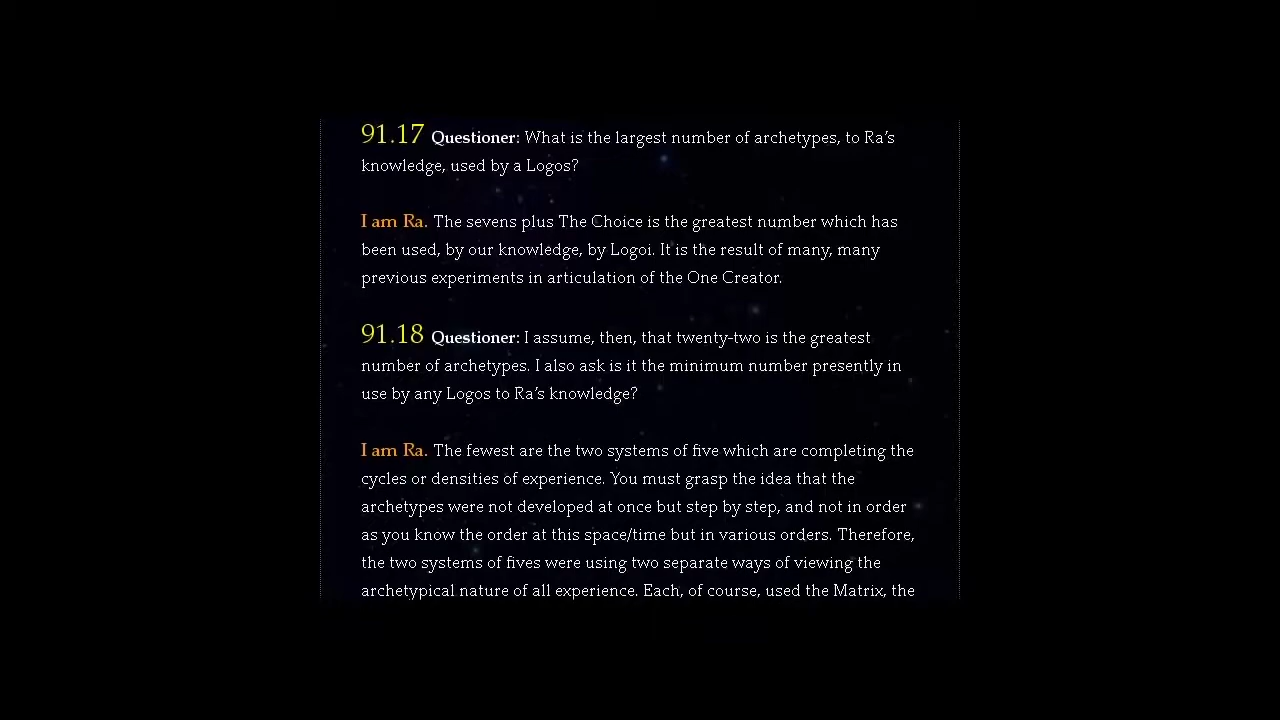 91.17 Questioner: What is the largest number of archetypes, to Ra’s
knowledge, used by a Logos?
I am Ra. The sevens plus The Choice is the greatest number which has
been used, by our knowledge, by Logoi. It is the result of many, many
previous experiments in articulation of the One Creator.
91.18 Questioner: I assume, then, that twenty-two is the greatest
number of archetypes. I also ask is it the minimum number presently in
use by any Logos to Ra’s knowledge?
I am Ra. The fewest are the two systems of five which are completing the
cycles or densities of experience. You must grasp the idea that the
archetypes were not developed at once but step by step, and not in order
as you know the order at this space/time but in various orders. Therefore,
the two systems of fives were using two separate ways of viewing the
archetypical nature of all experience. Each, of course, used the Matrix, the